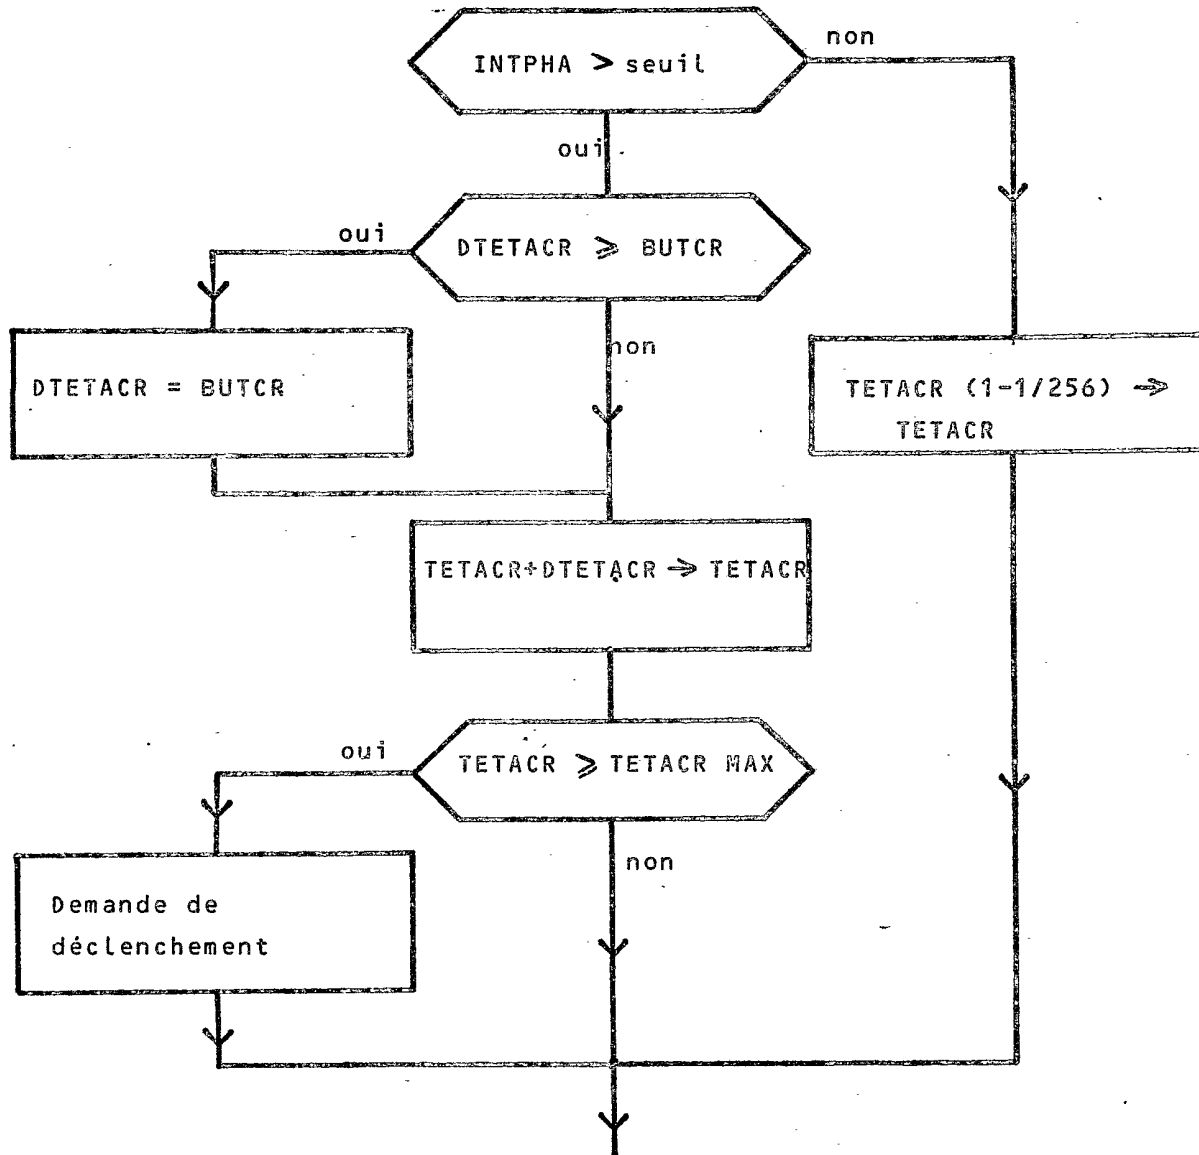 INTPHA > seuil
non
oui
oui
DTETACR ⩾ BUTCR
non
DTETACR = BUTCR
TETACR (1-1/256) →
TETACR
TETACR+DTETACR → TETACR
oui
TETACR ⩾ TETACR MAX
non
Demande de
déclenchement